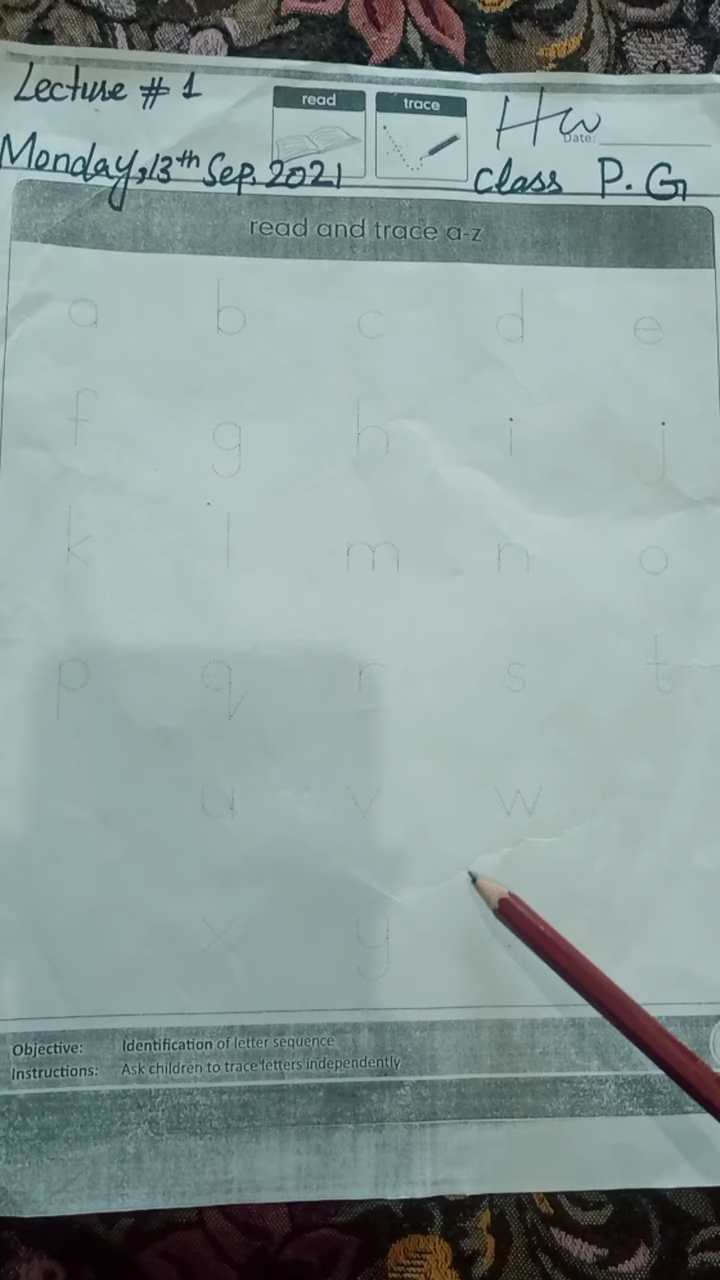 Lecture # 1
read trace
HW
Date:
Monday, 13th Sep. 2021 Class P.G
read and trace a-z
a b c d e
f g h i j
k l m n o
p q r s t
u v w
x y
Objective: Identification of letter sequence
Instructions: Ask children to trace letters independently